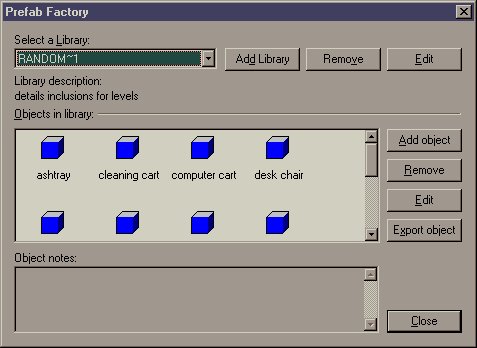 Prefab Factory
Select a Library:
RANDOM~1
Add Library
Remove
Edit
Library description:
details inclusions for levels
Objects in library:
ashtray
cleaning cart
computer cart
desk chair
Add object
Remove
Edit
Export object
Object notes:
Close